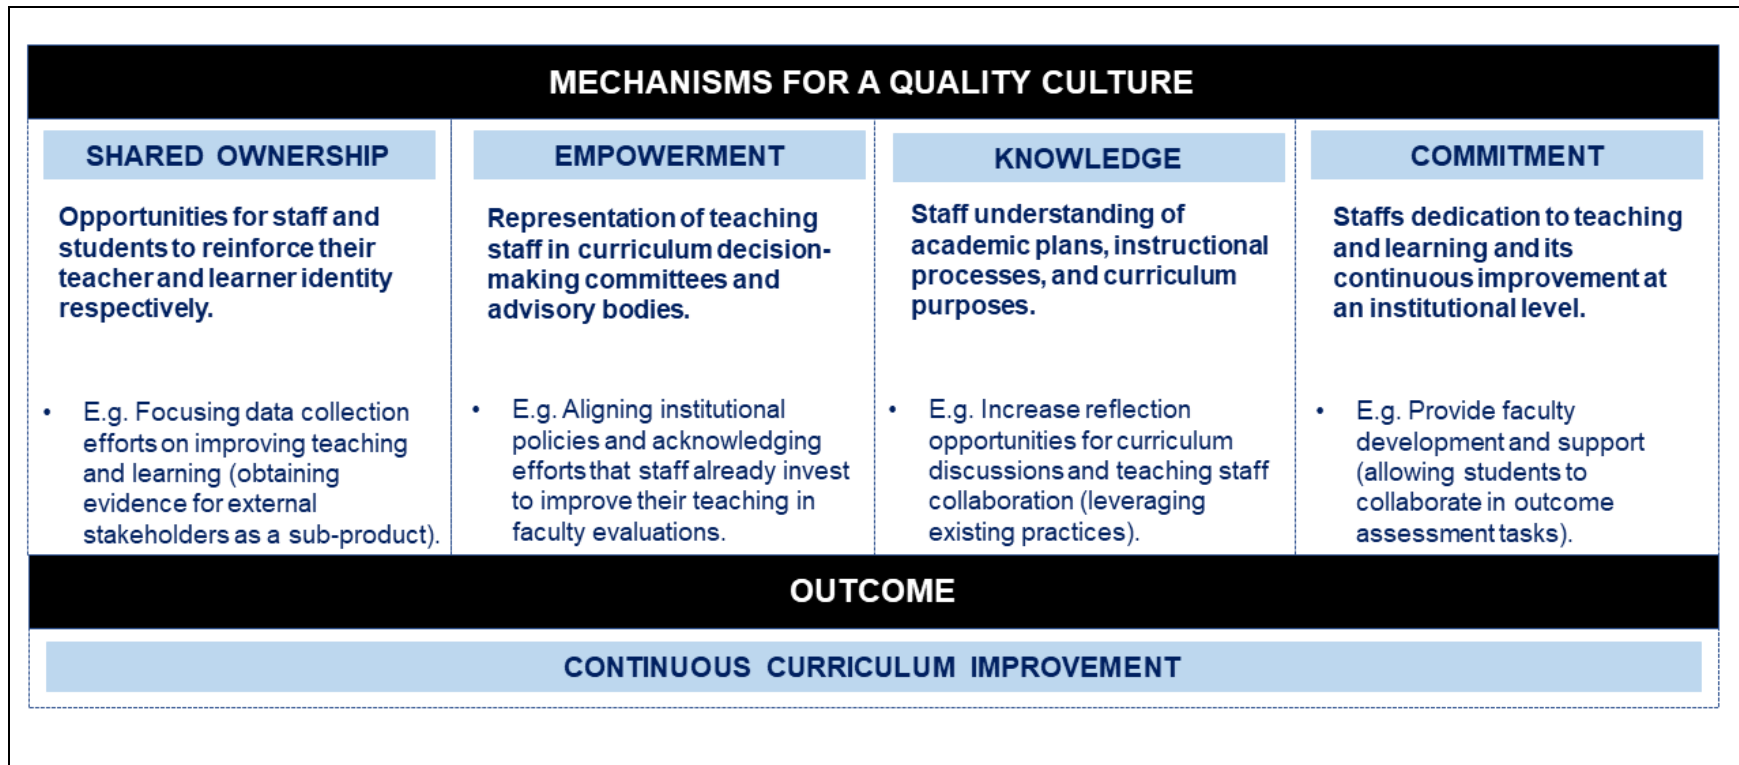 MECHANISMS FOR A QUALITY CULTURE
SHARED OWNERSHIP
Opportunities for staff and
students to reinforce their
teacher and learner identity
respectively.
• E.g. Focusing data collection
efforts on improving teaching
and learning (obtaining
evidence for external
stakeholders as a sub-product).
EMPOWERMENT
Representation of teaching
staff in curriculum decision-
making committees and
advisory bodies.
• E.g. Aligning institutional
policies and acknowledging
efforts that staff already invest
to improve their teaching in
faculty evaluations.
KNOWLEDGE
Staff understanding of
academic plans, instructional
processes, and curriculum
purposes.
• E.g. Increase reflection
opportunities for curriculum
discussions and teaching staff
collaboration (leveraging
existing practices).
COMMITMENT
Staffs dedication to teaching
and learning and its
continuous improvement at
an institutional level.
• E.g. Provide faculty
development and support
(allowing students to
collaborate in outcome
assessment tasks).
OUTCOME
CONTINUOUS CURRICULUM IMPROVEMENT